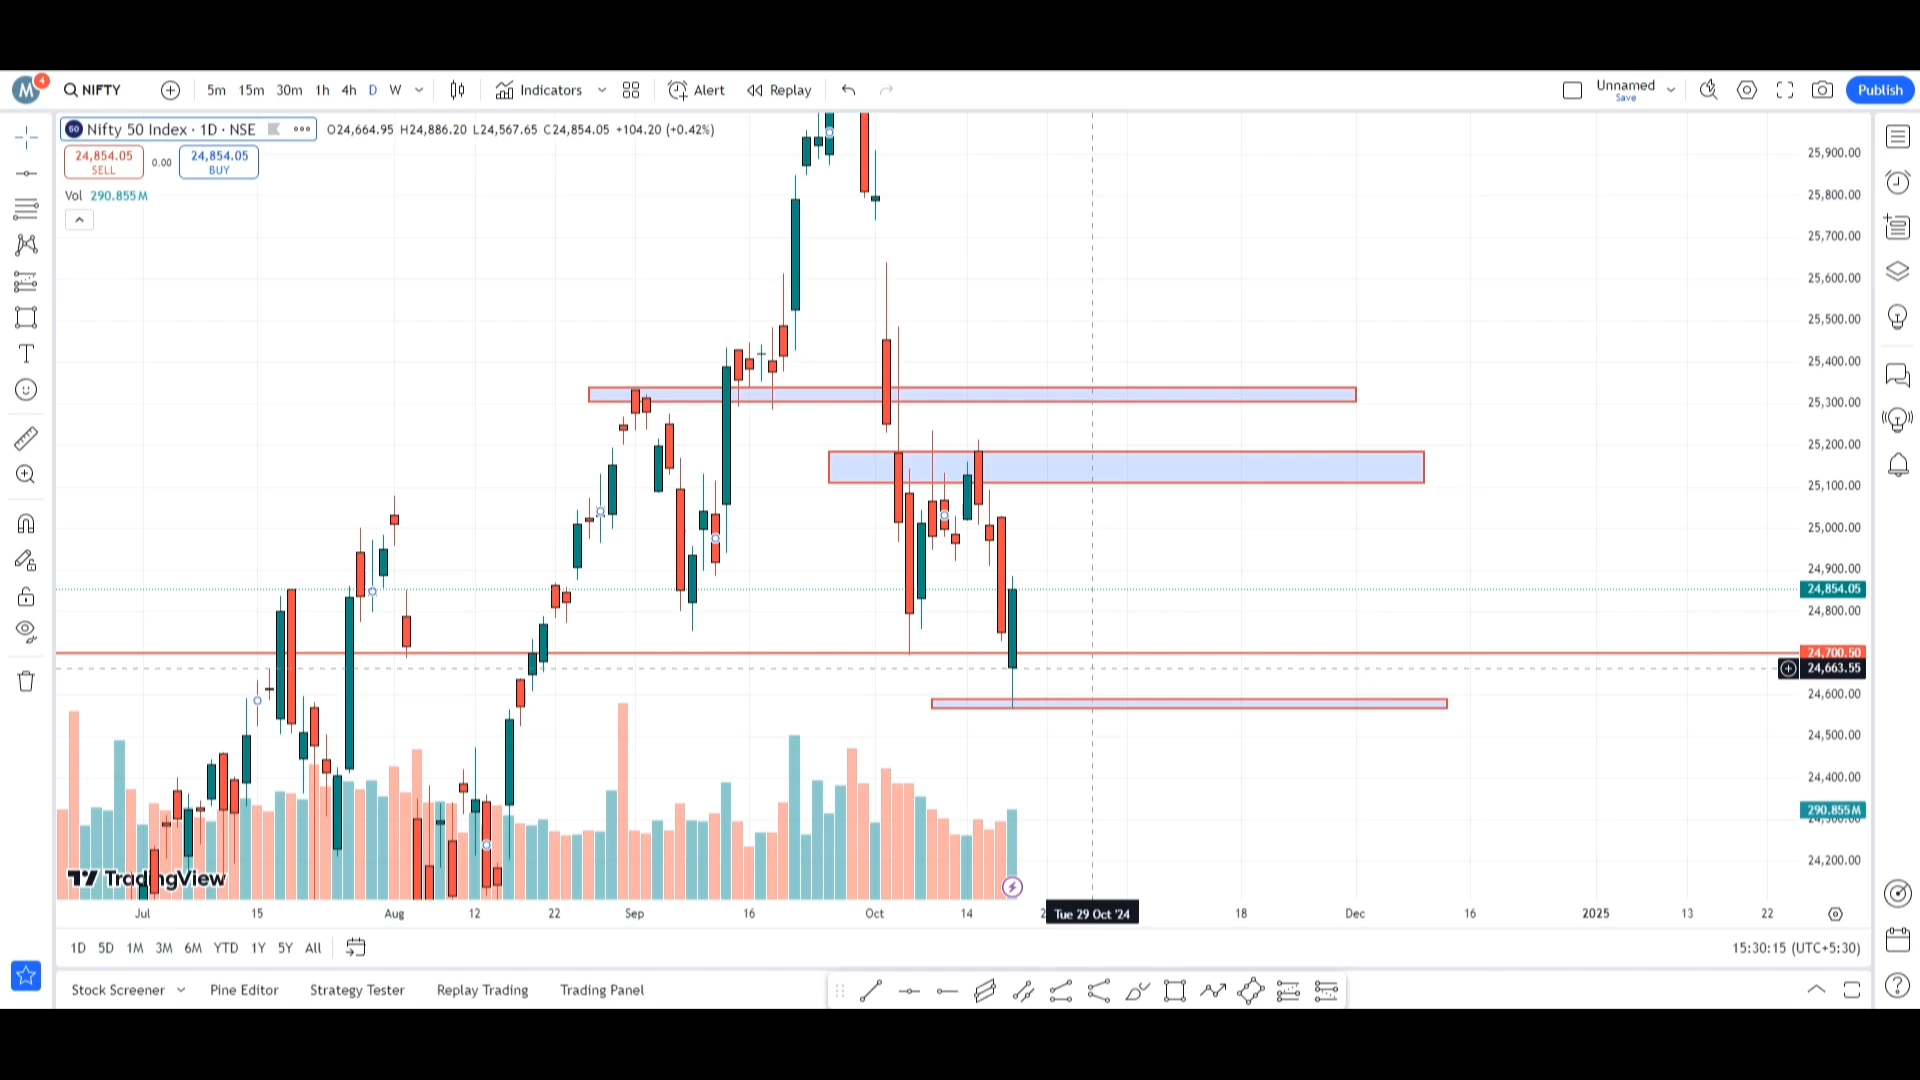 M 4 NIFTY 5m 15m 30m 1h 4h D W Indicators Alert Replay Unnamed Save Publish
50 Nifty 50 Index · 1D · NSE O24,664.95 H24,886.20 L24,567.65 C24,854.05 +104.20 (+0.42%)
24,854.05 SELL 0.00 24,854.05 BUY
Vol 290.855M
25,900.00
25,800.00
25,700.00
25,600.00
25,500.00
25,400.00
25,300.00
25,200.00
25,100.00
25,000.00
24,900.00
24,854.05
24,800.00
24,700.50
24,663.55
24,600.00
24,500.00
24,400.00
290.855M
24,300.00
24,200.00
TradingView
Jul 15 Aug 12 22 Sep 16 Oct 14 Tue 29 Oct '24 18 Dec 16 2025 13 22
1D 5D 1M 3M 6M YTD 1Y 5Y All 15:30:15 (UTC+5:30)
Stock Screener Pine Editor Strategy Tester Replay Trading Trading Panel